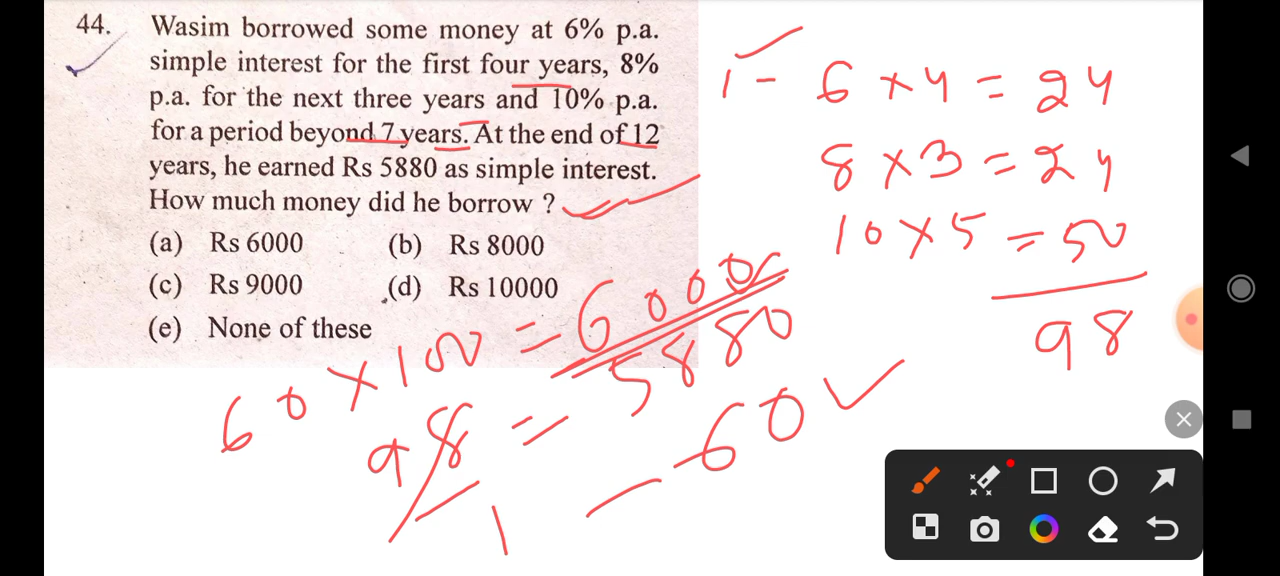 44. Wasim borrowed some money at 6% p.a.
simple interest for the first four years, 8%
p.a. for the next three years and 10% p.a.
for a period beyond 7 years. At the end of 12
years, he earned Rs 5880 as simple interest.
How much money did he borrow ?
(a) Rs 6000 (b) Rs 8000
(c) Rs 9000 (d) Rs 10000
(e) None of these
1 - 6 × 4 = 24
8 × 3 = 24
10 × 5 = 50
98
60 × 100 = 6000
98 = 5880
1 - 60